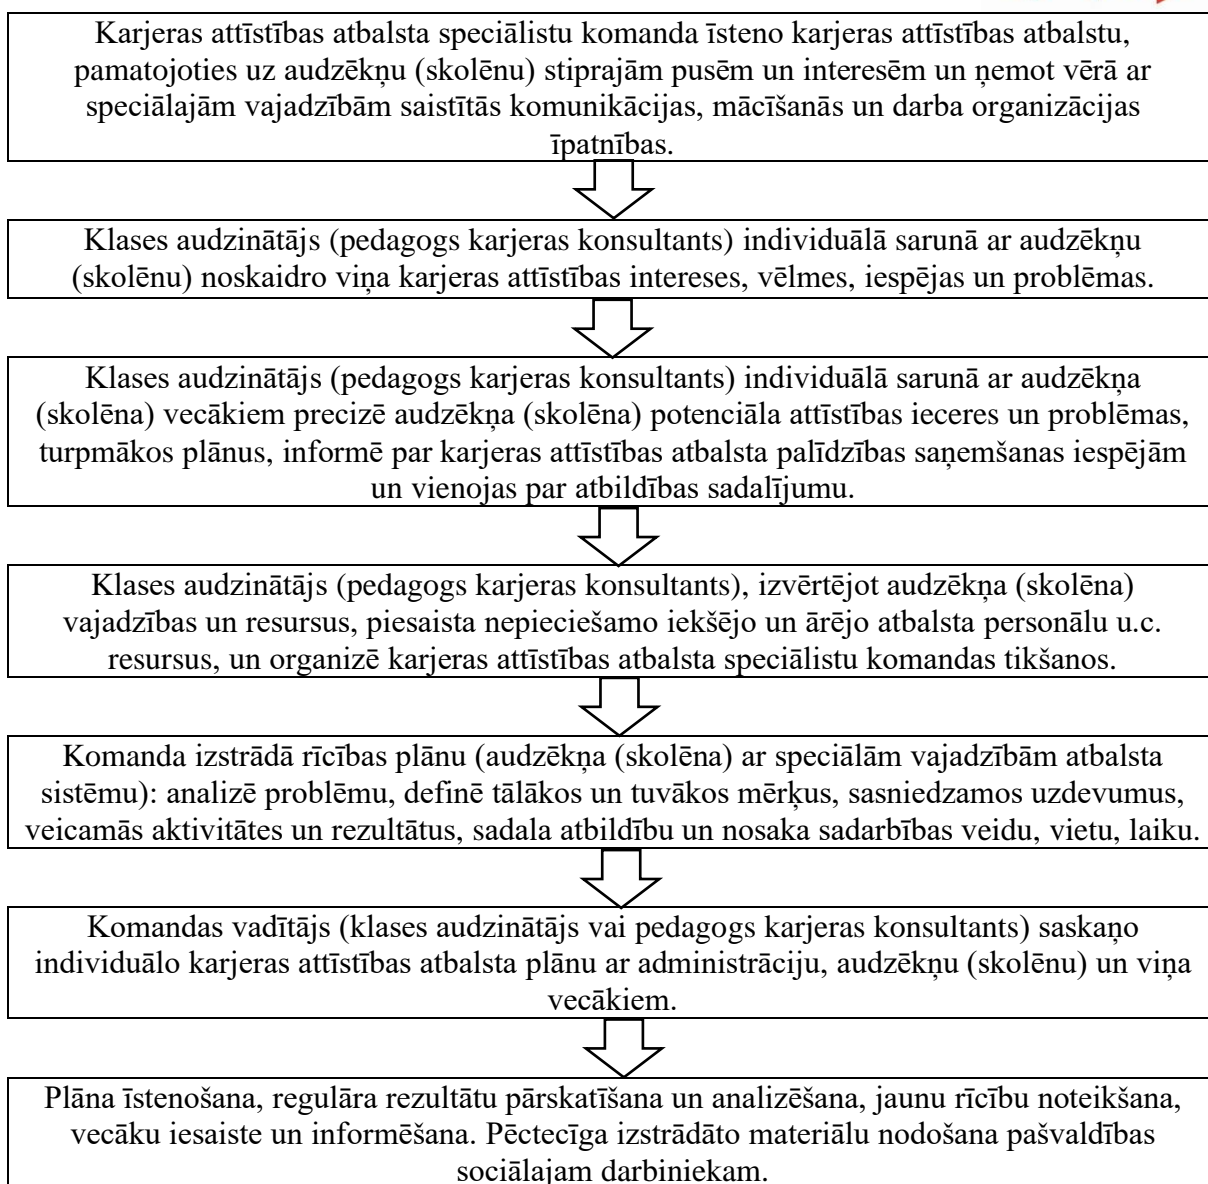 Karjeras attīstības atbalsta speciālistu komanda īsteno karjeras attīstības atbalstu,
pamatojoties uz audzēkņu (skolēnu) stiprajām pusēm un interesēm un ņemot vērā ar
speciālajām vajadzībām saistītās komunikācijas, mācīšanās un darba organizācijas
īpatnības.
Klases audzinātājs (pedagogs karjeras konsultants) individuālā sarunā ar audzēkņu
(skolēnu) noskaidro viņa karjeras attīstības intereses, vēlmes, iespējas un problēmas.
Klases audzinātājs (pedagogs karjeras konsultants) individuālā sarunā ar audzēkņa
(skolēna) vecākiem precizē audzēkņa (skolēna) potenciāla attīstības ieceres un problēmas,
turpmākos plānus, informē par karjeras attīstības atbalsta palīdzības saņemšanas iespējām
un vienojas par atbildības sadalījumu.
Klases audzinātājs (pedagogs karjeras konsultants), izvērtējot audzēkņa (skolēna)
vajadzības un resursus, piesaista nepieciešamo iekšējo un ārējo atbalsta personālu u.c.
resursus, un organizē karjeras attīstības atbalsta speciālistu komandas tikšanos.
Komanda izstrādā rīcības plānu (audzēkņa (skolēna) ar speciālām vajadzībām atbalsta
sistēmu): analizē problēmu, definē tālākos un tuvākos mērķus, sasniedzamos uzdevumus,
veicamās aktivitātes un rezultātus, sadala atbildību un nosaka sadarbības veidu, vietu, laiku.
Komandas vadītājs (klases audzinātājs vai pedagogs karjeras konsultants) saskaņo
individuālo karjeras attīstības atbalsta plānu ar administrāciju, audzēkņu (skolēnu) un viņa
vecākiem.
Plāna īstenošana, regulāra rezultātu pārskatīšana un analizēšana, jaunu rīcību noteikšana,
vecāku iesaiste un informēšana. Pēctecīga izstrādāto materiālu nodošana pašvaldības
sociālajam darbiniekam.